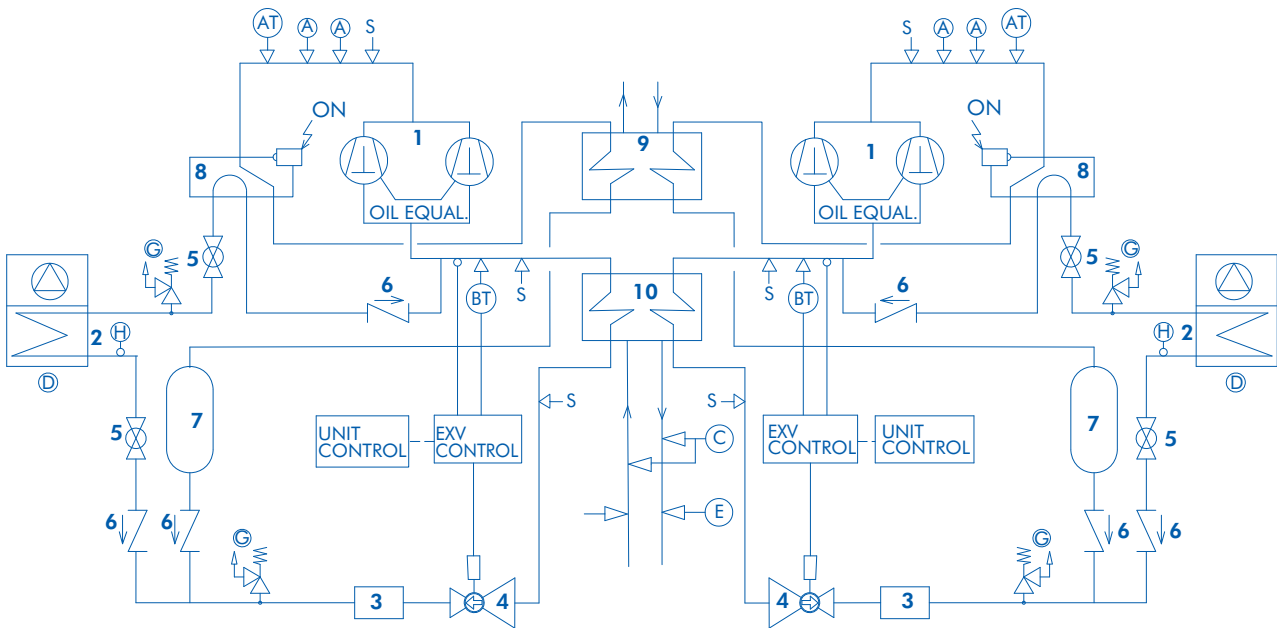 AT A A S
S A A AT
ON
ON
1
9
1
8
8
OIL EQUAL.
OIL EQUAL.
G
5
5
G
6
S
BT
10
S
BT
6
2
H
H
2
D
D
7
S
S
7
5
UNIT
CONTROL
EXV
CONTROL
C
EXV
CONTROL
UNIT
CONTROL
5
6
6
E
6
6
G
G
3
4
4
3